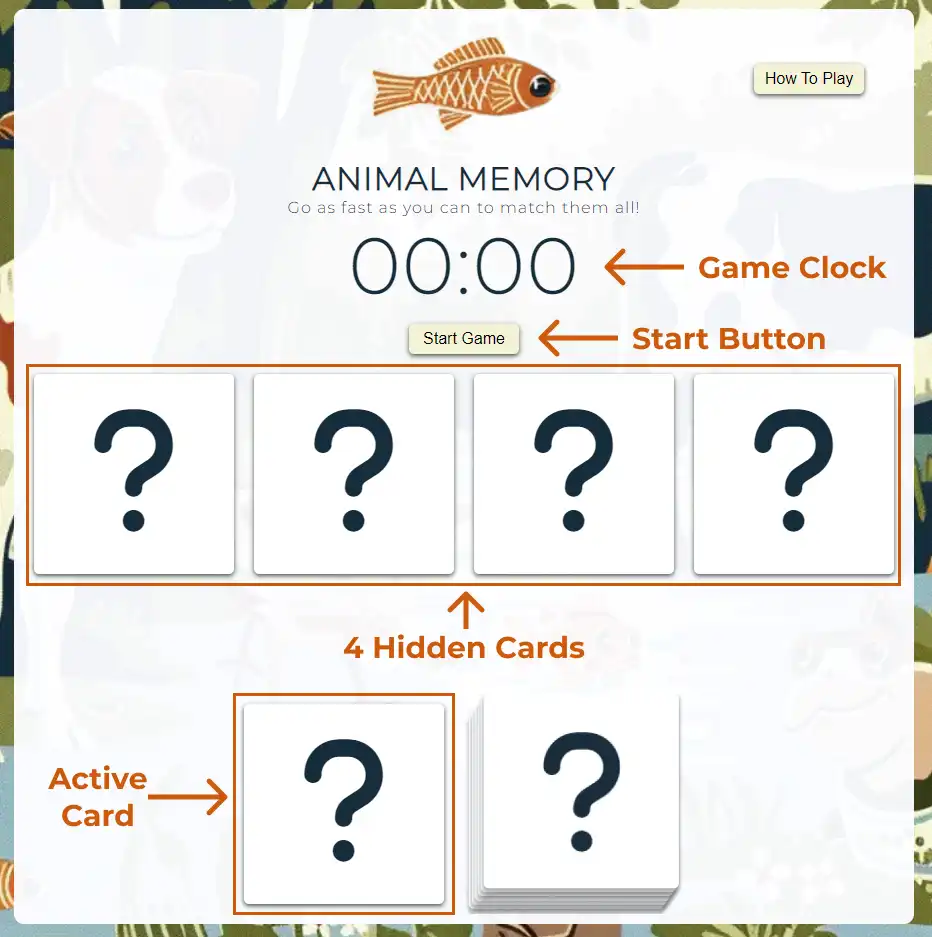 How To Play
ANIMAL MEMORY
Go as fast as you can to match them all!
00:00
Game Clock
Start Game
Start Button
? ? ? ?
4 Hidden Cards
Active
Card
? ?